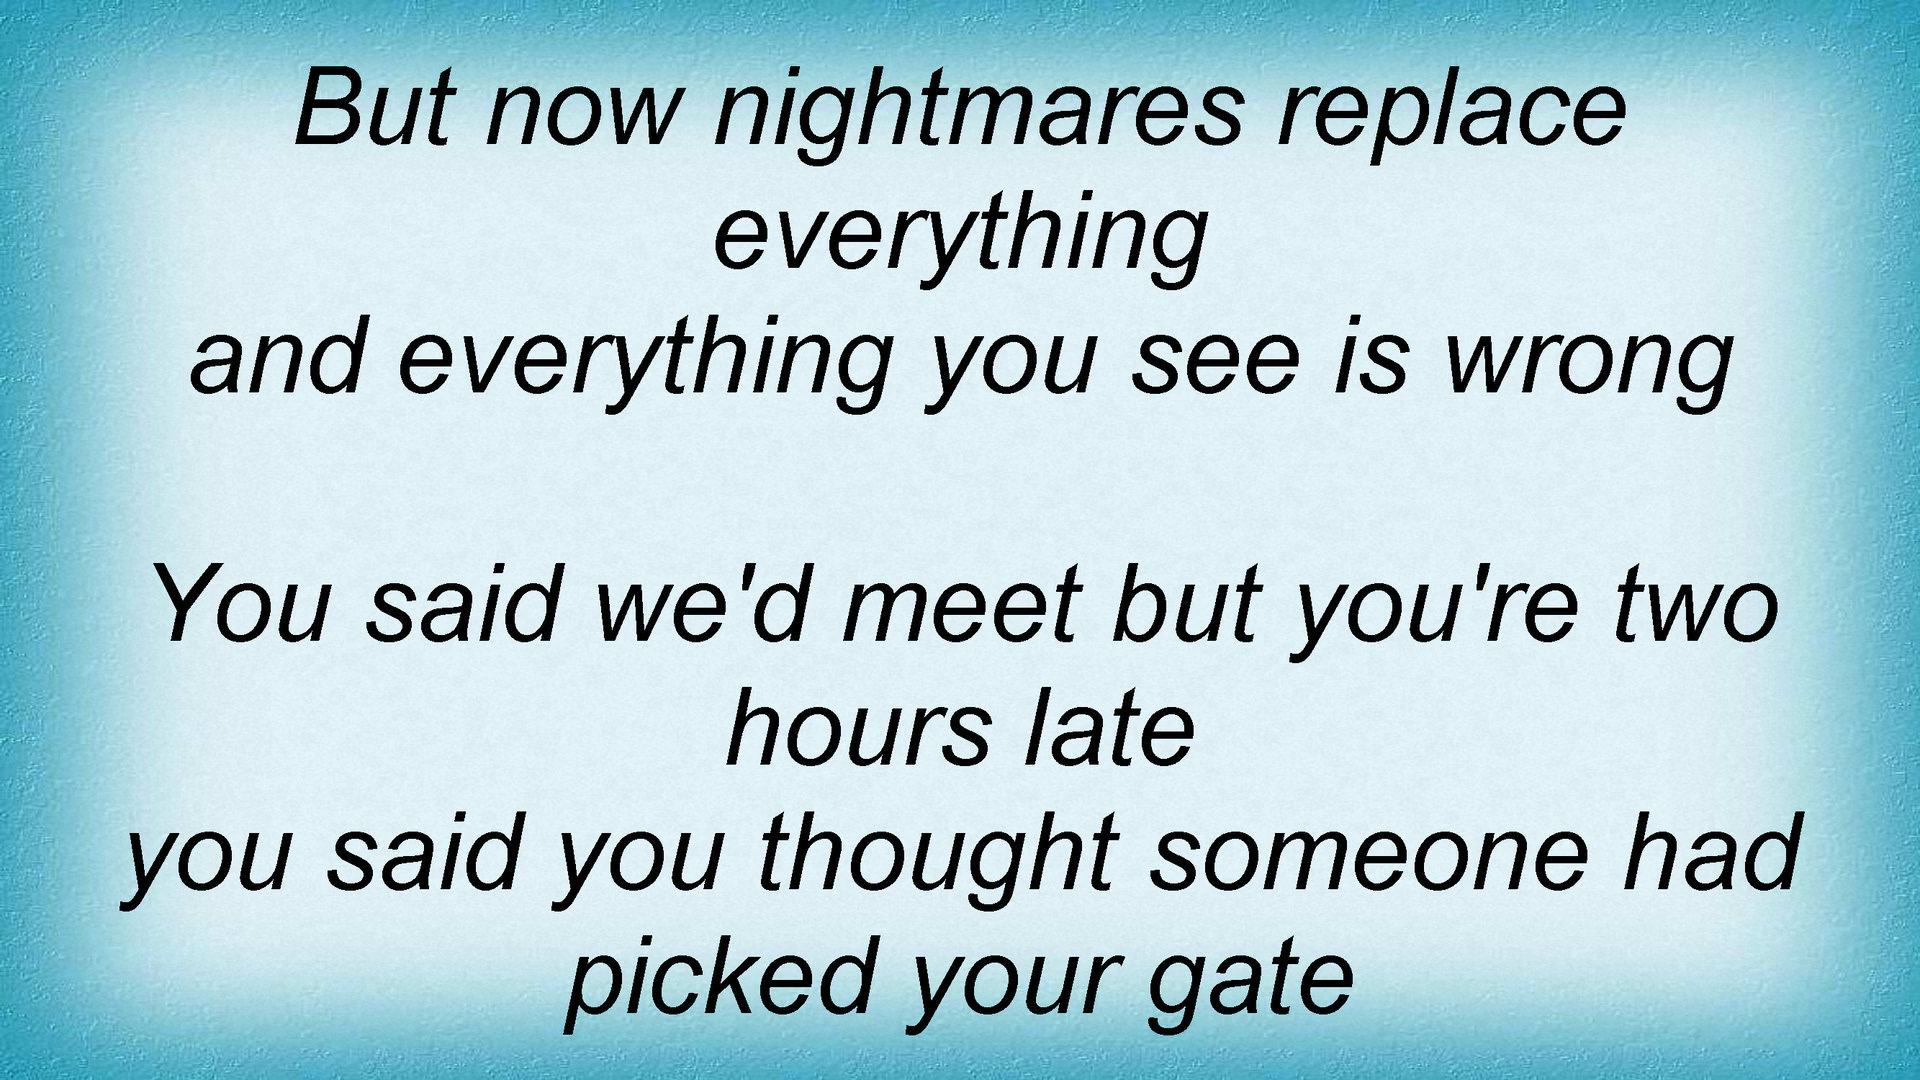 But now nightmares replace
everything
and everything you see is wrong
You said we'd meet but you're two
hours late
you said you thought someone had
picked your gate